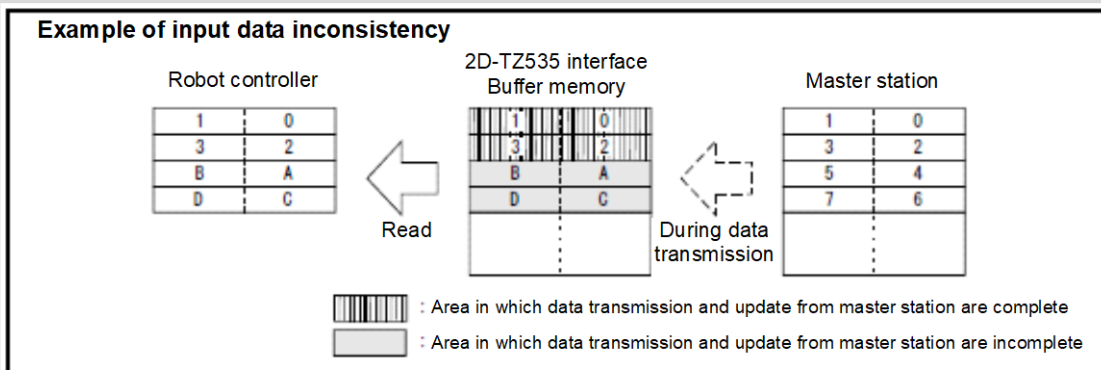 Example of input data inconsistency
2D-TZ535 interface
Robot controller Buffer memory Master station
1 0 1 0 1 0
3 2 3 2 3 2
B A B A 5 4
D C D C 7 6
Read During data
transmission
: Area in which data transmission and update from master station are complete
: Area in which data transmission and update from master station are incomplete